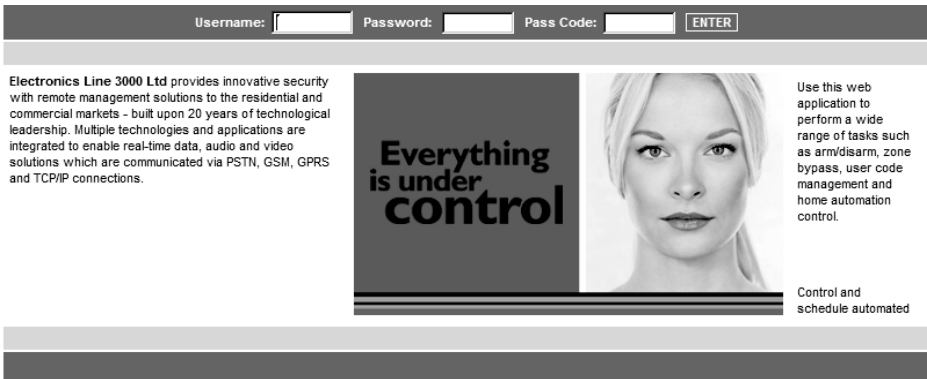 Username: Password: Pass Code: ENTER
Electronics Line 3000 Ltd provides innovative security
with remote management solutions to the residential and
commercial markets - built upon 20 years of technological
leadership. Multiple technologies and applications are
integrated to enable real-time data, audio and video
solutions which are communicated via PSTN, GSM, GPRS
and TCP/IP connections.
Everything
is under
control
Use this web
application to
perform a wide
range of tasks such
as arm/disarm, zone
bypass, user code
management and
home automation
control.
Control and
schedule automated